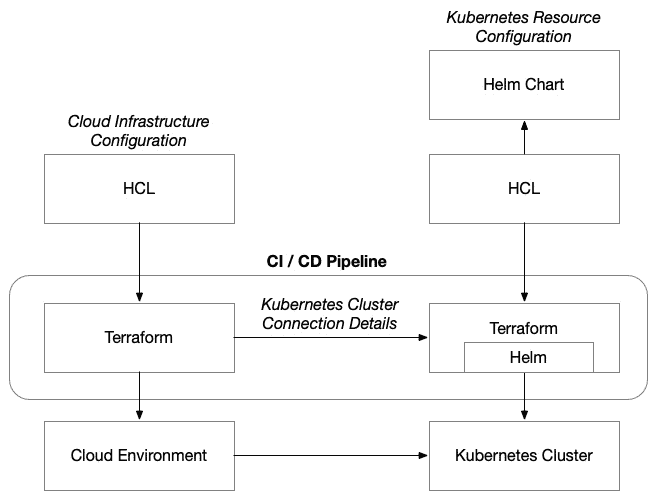 Kubernetes Resource
Configuration
Helm Chart
Cloud Infrastructure
Configuration
HCL
HCL
CI / CD Pipeline
Kubernetes Cluster
Connection Details
Terraform
Terraform
Helm
Cloud Environment
Kubernetes Cluster